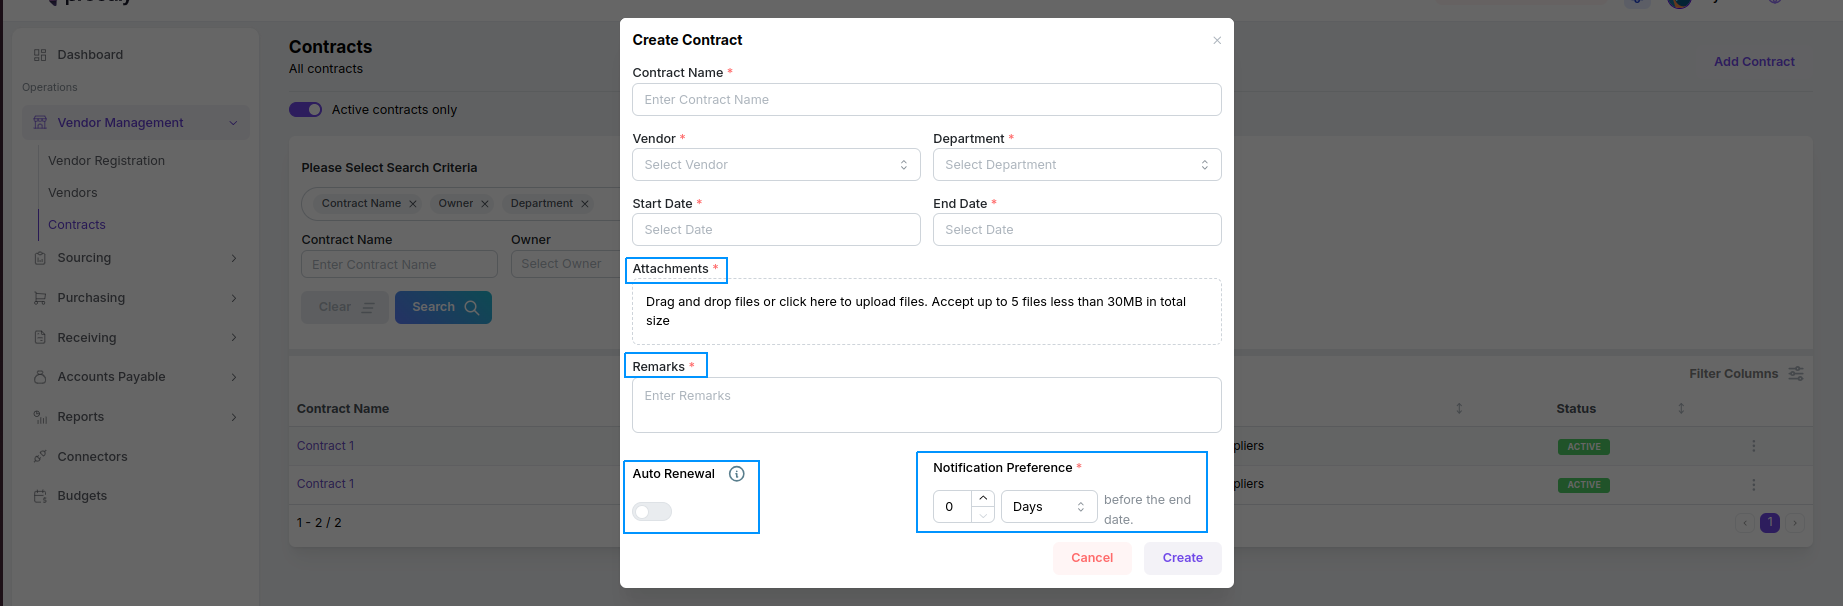 Dashboard
Operations
Vendor Management
Vendor Registration
Vendors
Contracts
Sourcing
Purchasing
Receiving
Accounts Payable
Reports
Connectors
Budgets
Contracts
All contracts
Add Contract
Active contracts only
Please Select Search Criteria
Contract Name Owner Department
Contract Name Owner
Enter Contract Name Select Owner
Clear Search
Filter Columns
Contract Name Status
Contract 1 pliers ACTIVE
Contract 1 pliers ACTIVE
1 - 2 / 2 1
Create Contract
Contract Name *
Enter Contract Name
Vendor * Department *
Select Vendor Select Department
Start Date * End Date *
Select Date Select Date
Attachments *
Drag and drop files or click here to upload files. Accept up to 5 files less than 30MB in total
size
Remarks *
Enter Remarks
Auto Renewal
Notification Preference *
0 Days before the end
date.
Cancel Create